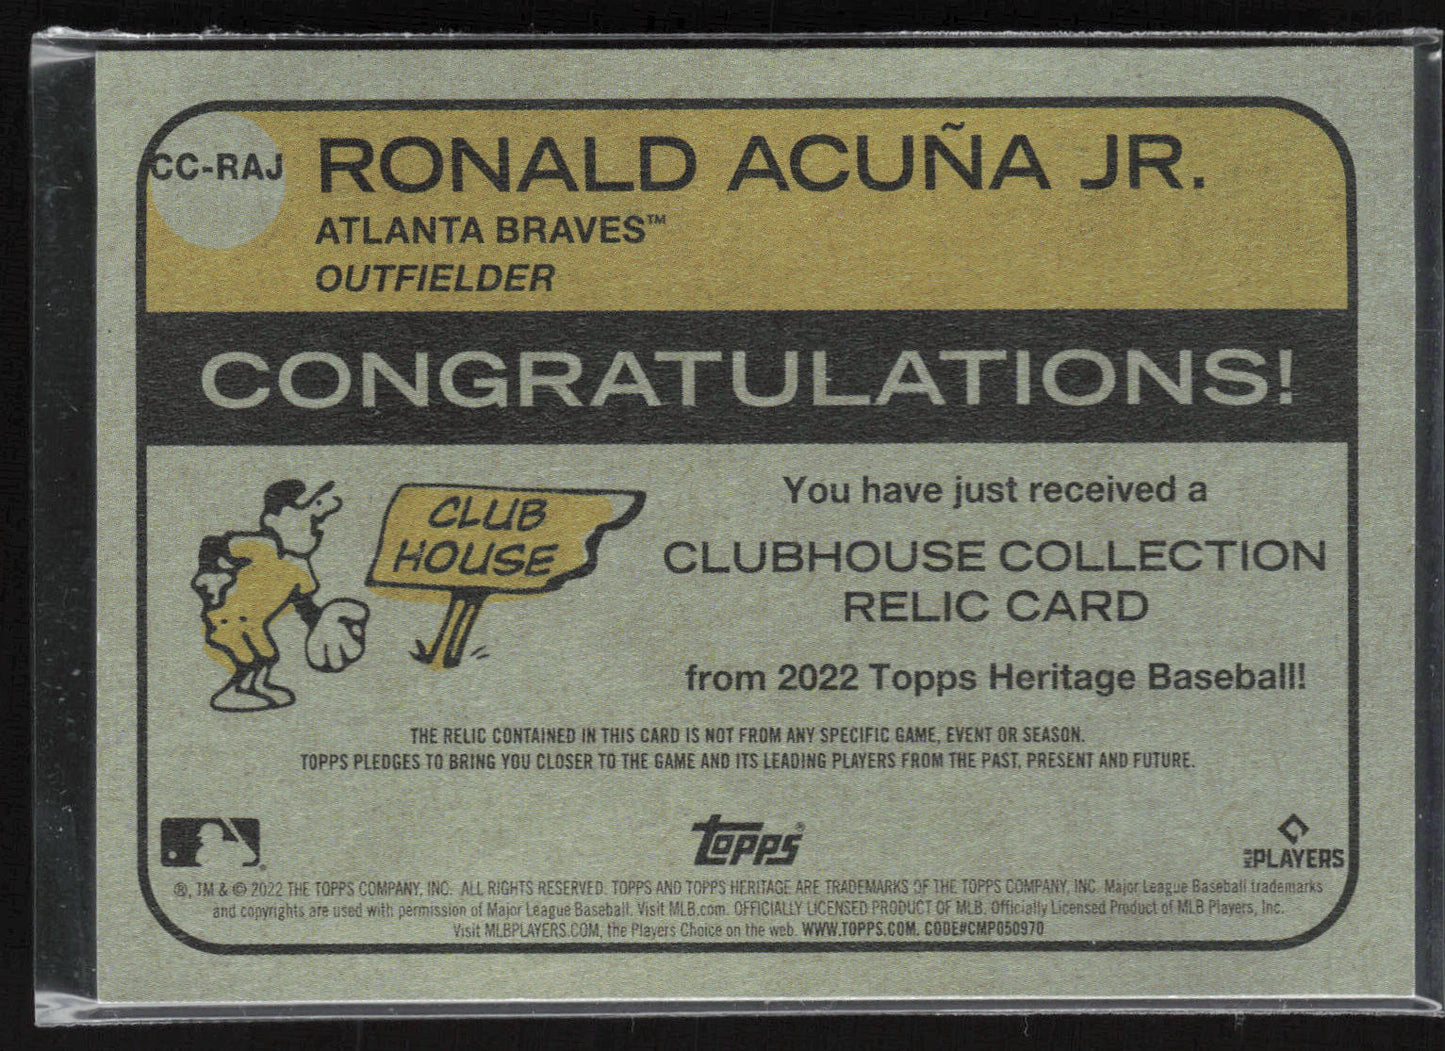 CC-RAJ
RONALD ACUÑA JR.
ATLANTA BRAVES™
OUTFIELDER
CONGRATULATIONS!
CLUB
HOUSE
You have just received a
CLUBHOUSE COLLECTION
RELIC CARD
from 2022 Topps Heritage Baseball!
THE RELIC CONTAINED IN THIS CARD IS NOT FROM ANY SPECIFIC GAME, EVENT OR SEASON.
TOPPS PLEDGES TO BRING YOU CLOSER TO THE GAME AND ITS LEADING PLAYERS FROM THE PAST, PRESENT AND FUTURE.
topps®
MLB PLAYERS
®, TM & © 2022 THE TOPPS COMPANY, INC. ALL RIGHTS RESERVED. TOPPS AND TOPPS HERITAGE ARE TRADEMARKS OF THE TOPPS COMPANY, INC. Major League Baseball trademarks
and copyrights are used with permission of Major League Baseball. Visit MLB.com. OFFICIALLY LICENSED PRODUCT OF MLB. Officially Licensed Product of MLB Players, Inc.
Visit MLBPLAYERS.COM, the Players Choice on the web. WWW.TOPPS.COM. CODE#CMP050970